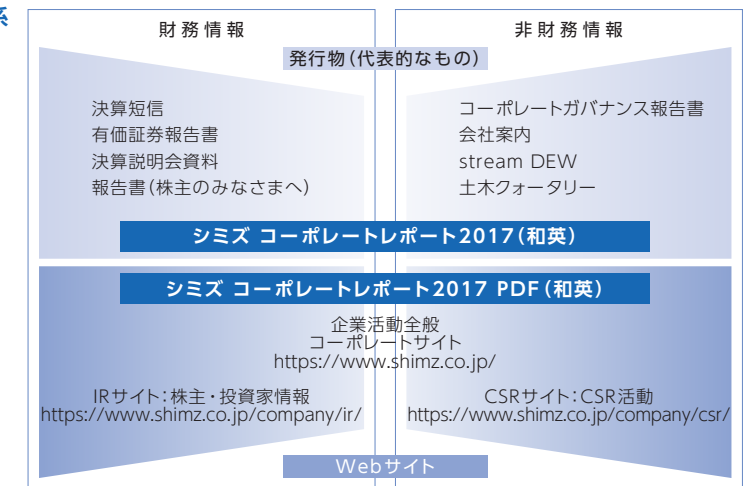 系
財務情報
非財務情報
発行物（代表的なもの）
決算短信
有価証券報告書
決算説明会資料
報告書（株主のみなさまへ）
コーポレートガバナンス報告書
会社案内
stream DEW
土木クォータリー
シミズ コーポレートレポート2017（和英）
シミズ コーポレートレポート2017 PDF（和英）
企業活動全般
コーポレートサイト
https://www.shimz.co.jp/
IRサイト：株主・投資家情報
https://www.shimz.co.jp/company/ir/
CSRサイト：CSR活動
https://www.shimz.co.jp/company/csr/
Webサイト